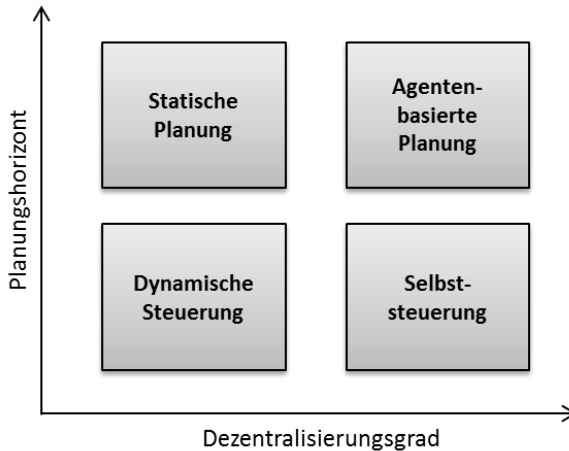 Planungshorizont
Statische
Planung
Agenten-
basierte
Planung
Dynamische
Steuerung
Selbst-
steuerung
Dezentralisierungsgrad